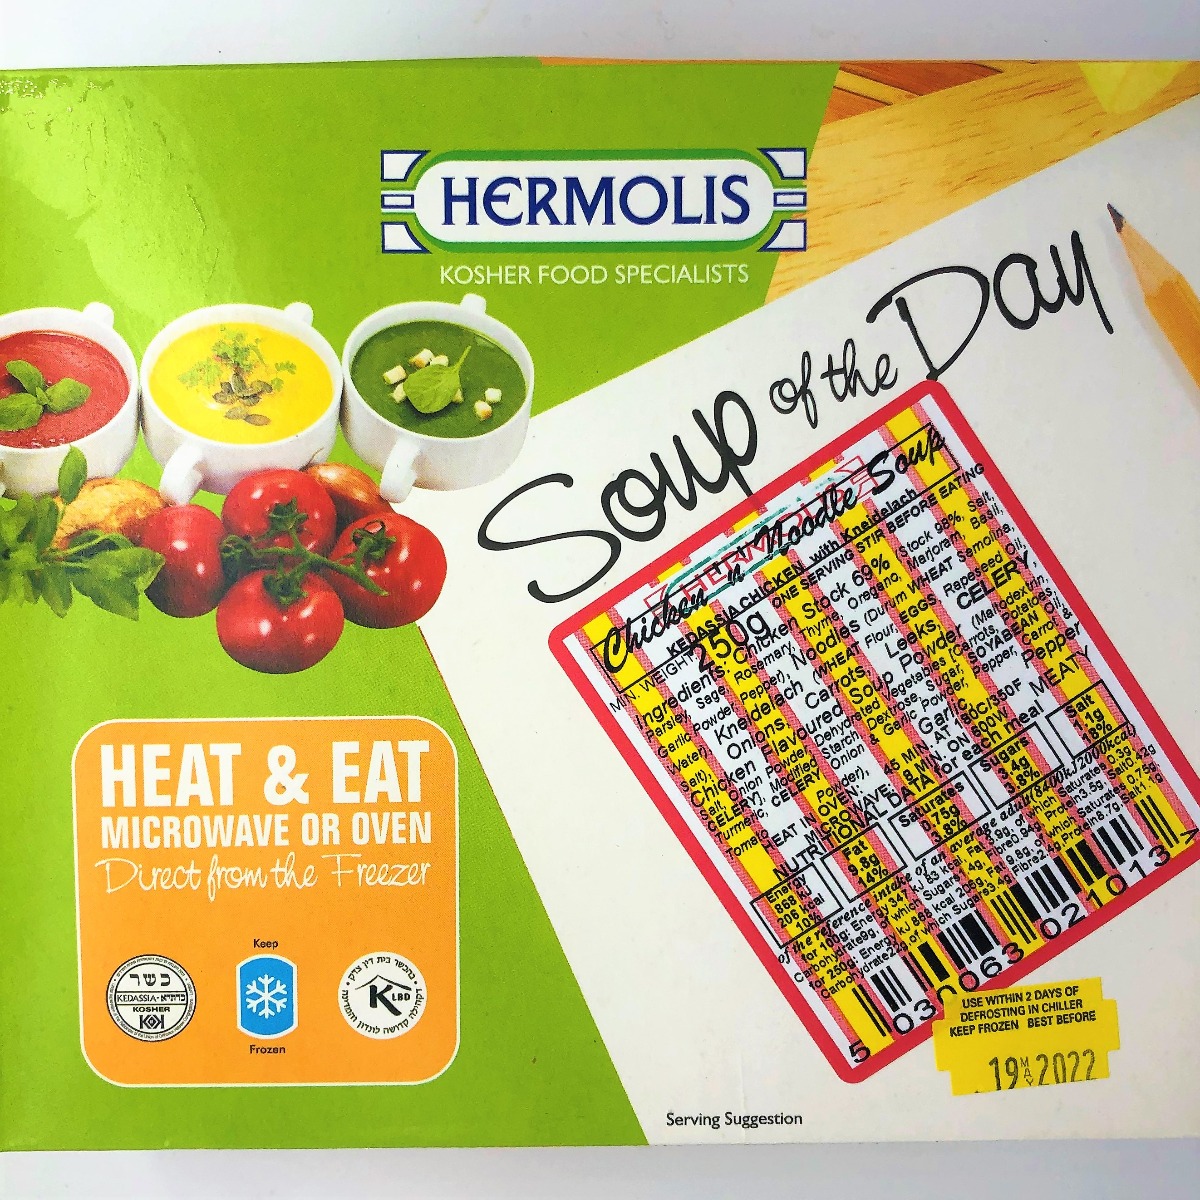 HERMOLIS
KOSHER FOOD SPECIALISTS
Soup of the Day
Chicken 'n' Noodle Soup
KEDASSIA CHICKEN with Kneidelach
MIN. WEIGHT: 250g ONE SERVING STIR BEFORE EATING
Ingredients: Chicken Stock 69% (Stock 98%, Salt,
Parsley, Sage, Rosemary, Thyme, Oregano, Marjoram, Basil,
Garlic Powder, Pepper), Noodles (Durum WHEAT Semolina,
Water), Kneidelach (WHEAT Flour, EGGS, Rapeseed Oil,
Salt), Onions, Carrots, Leeks, CELERY,
Chicken Flavoured Soup Powder (Maltodextrin,
Salt, Onion Powder, Dehydrated Vegetables [Carrots, Potatoes,
CELERY], Modified Starch, Dextrose, Sugar, SOYABEAN Oil,
Turmeric, CELERY Onion & Garlic Powder, Pepper, Carrot &
Tomato Powder), Garlic, Pepper
HEAT IN OVEN: 45 MIN AT 180C/350F MEATY
MICROWAVE: 8 MIN ON 600W
NUTRITIONAL DATA for each meal
Energy
868 kJ
206 kcal
10%
Fat
9.8g
14%
Saturates
0.75g
3.8%
Sugars
3.4g
3.8%
Salt
1.1g
18%
of the reference intake of an average adult (8400kJ/2000kcal)
5 030063 021013 >
HEAT & EAT
MICROWAVE OR OVEN
Direct from the Freezer
Keep
Frozen
כשר
KEDASSIA - קדסיא
KOSHER
KLBD
USE WITHIN 2 DAYS OF
DEFROSTING IN CHILLER
KEEP FROZEN BEST BEFORE
19 MAY 2022
Serving Suggestion